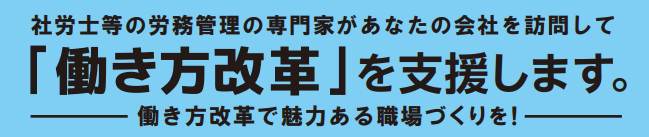 社労士等の労務管理の専門家があなたの会社を訪問して
「働き方改革」を支援します。
働き方改革で魅力ある職場づくりを!